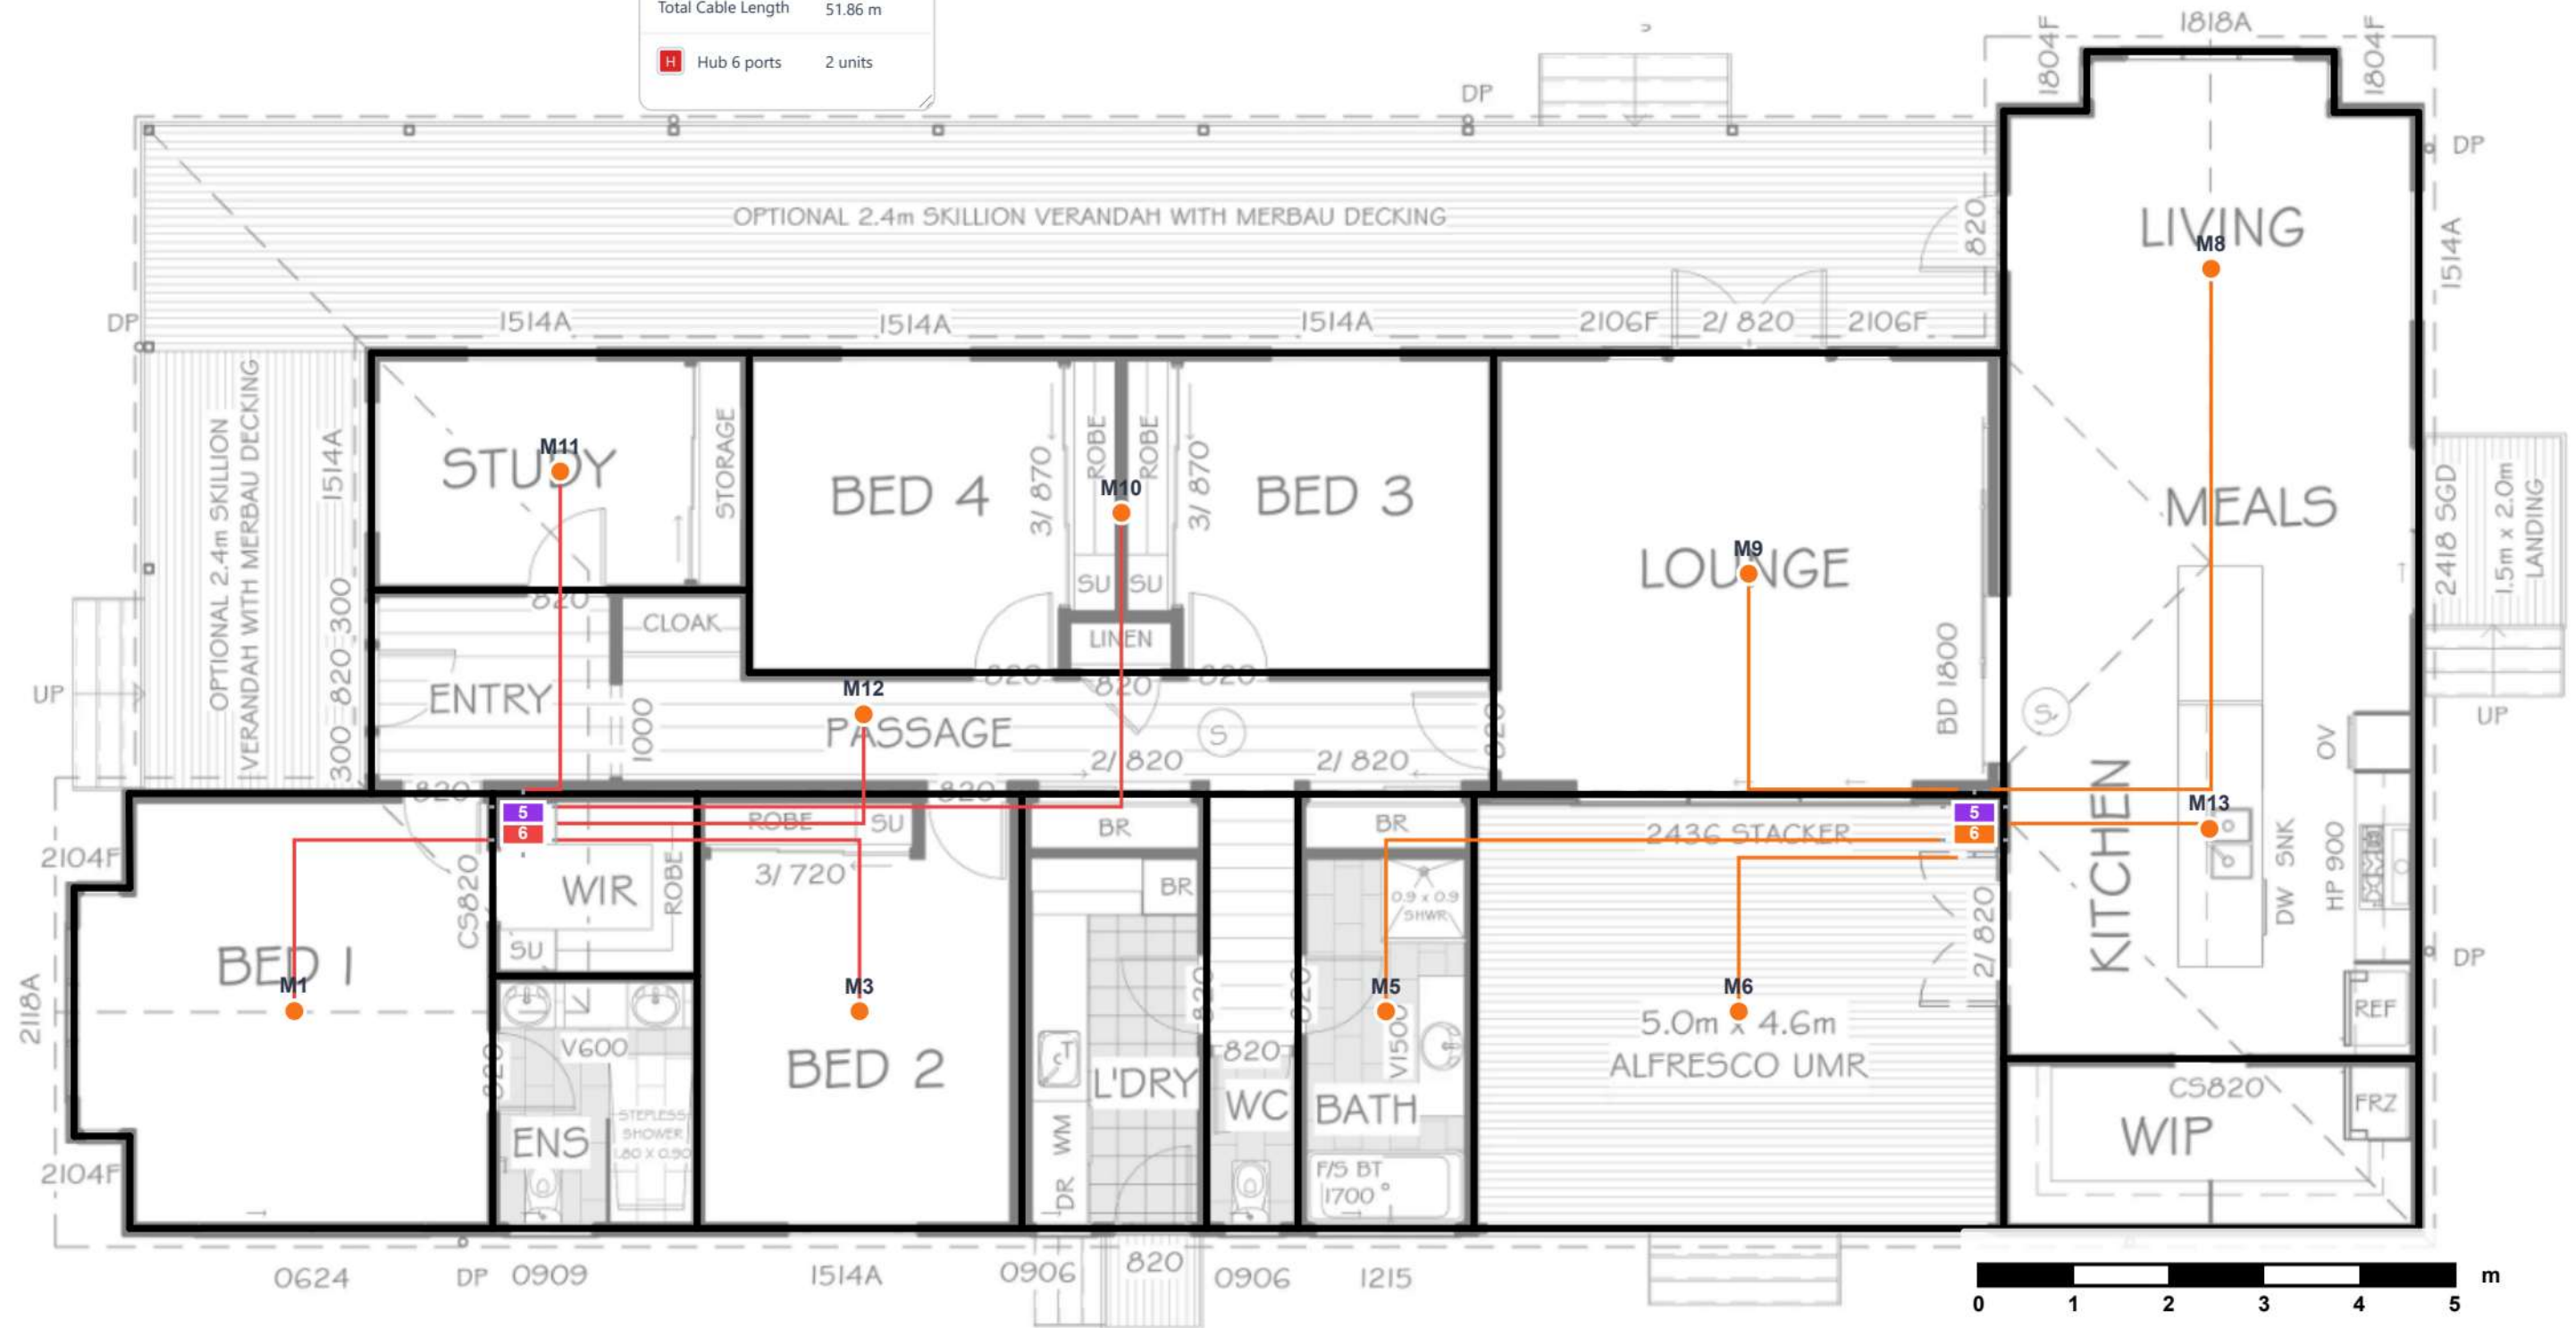 Total Cable Length 51.86 m
H Hub 6 ports 2 units
1804F
1818A
1804F
DP
DP
OPTIONAL 2.4m SKILLION VERANDAH WITH MERBAU DECKING
820
LIVING
M8
1514A
DP
1514A
1514A
1514A
2106F
2/ 820
2106F
OPTIONAL 2.4m SKILLION
VERANDAH WITH MERBAU DECKING
1514A
M11
STUDY
STORAGE
BED 4
3/ 870
ROBE
ROBE
M10
3/ 870
BED 3
SU
SU
LINEN
M9
LOUNGE
MEALS
2418 SGD
1.5m x 2.0m
LANDING
820
CLOAK
820
820
820
UP
300 820 300
ENTRY
1000
M12
PASSAGE
S
2/ 820
2/ 820
820
BD 1800
S
OV
UP
820
820
5
6
ROBE
SU
BR
BR
2436 STACKER
5
6
M13
2104F
CS820
WIR
ROBE
SU
3/ 720
BR
0.9 x 0.9
SHWR
2/ 820
KITCHEN
DW SNK
HP 900
DP
2118A
BED 1
M1
M3
M5
M6
REF
820
V600
BED 2
820
820
820
V1500
5.0m x 4.6m
ALFRESCO UMR
CT
L'DRY
WC
BATH
CS820
FRZ
WIP
ENS
STEPLESS
SHOWER
1.80 X 0.90
DR WM
F/S BT
1700
2104F
0624
DP
0909
1514A
0906
820
0906
1215
m
0 1 2 3 4 5